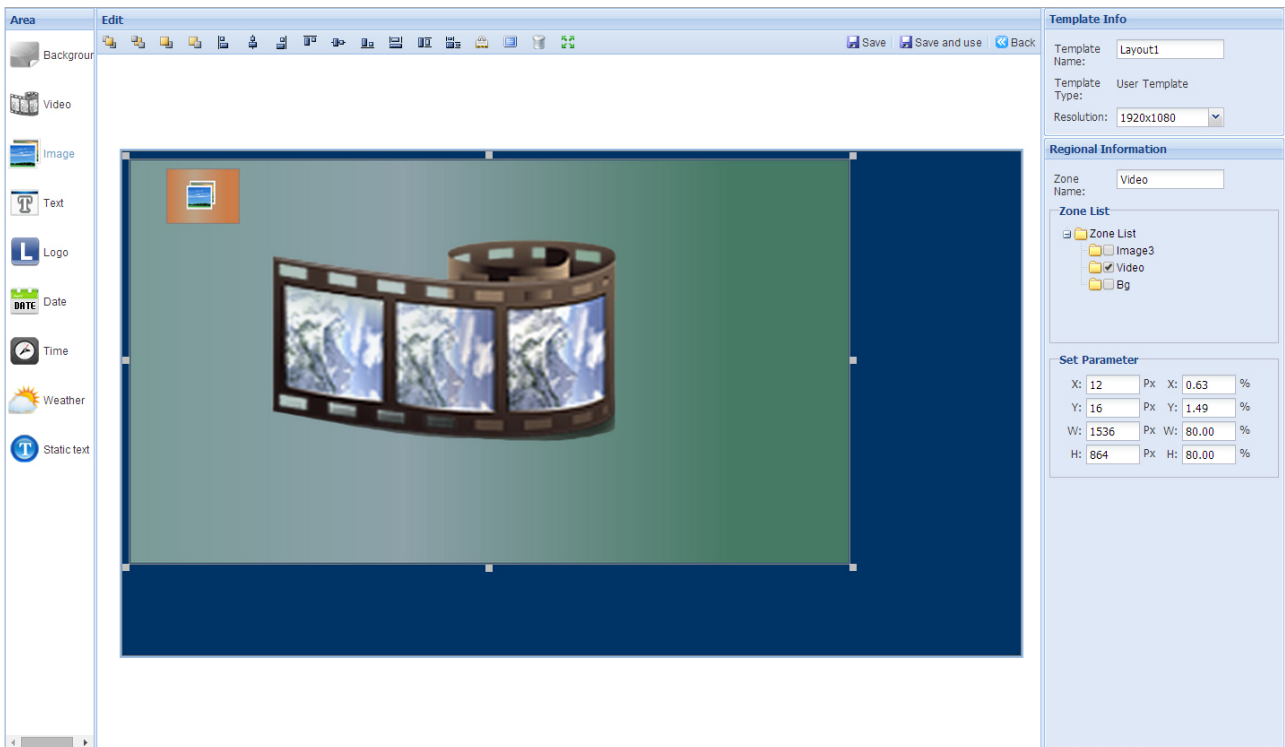 Area
Backgrour
Video
Image
T Text
L Logo
DATE Date
Time
Weather
T Static text
Edit
Save Save and use Back
Template Info
Template Name: Layout1
Template Type: User Template
Resolution: 1920x1080
Regional Information
Zone Name: Video
Zone List
Zone List
Image3
Video
Bg
Set Parameter
X: 12 Px X: 0.63 %
Y: 16 Px Y: 1.49 %
W: 1536 Px W: 80.00 %
H: 864 Px H: 80.00 %